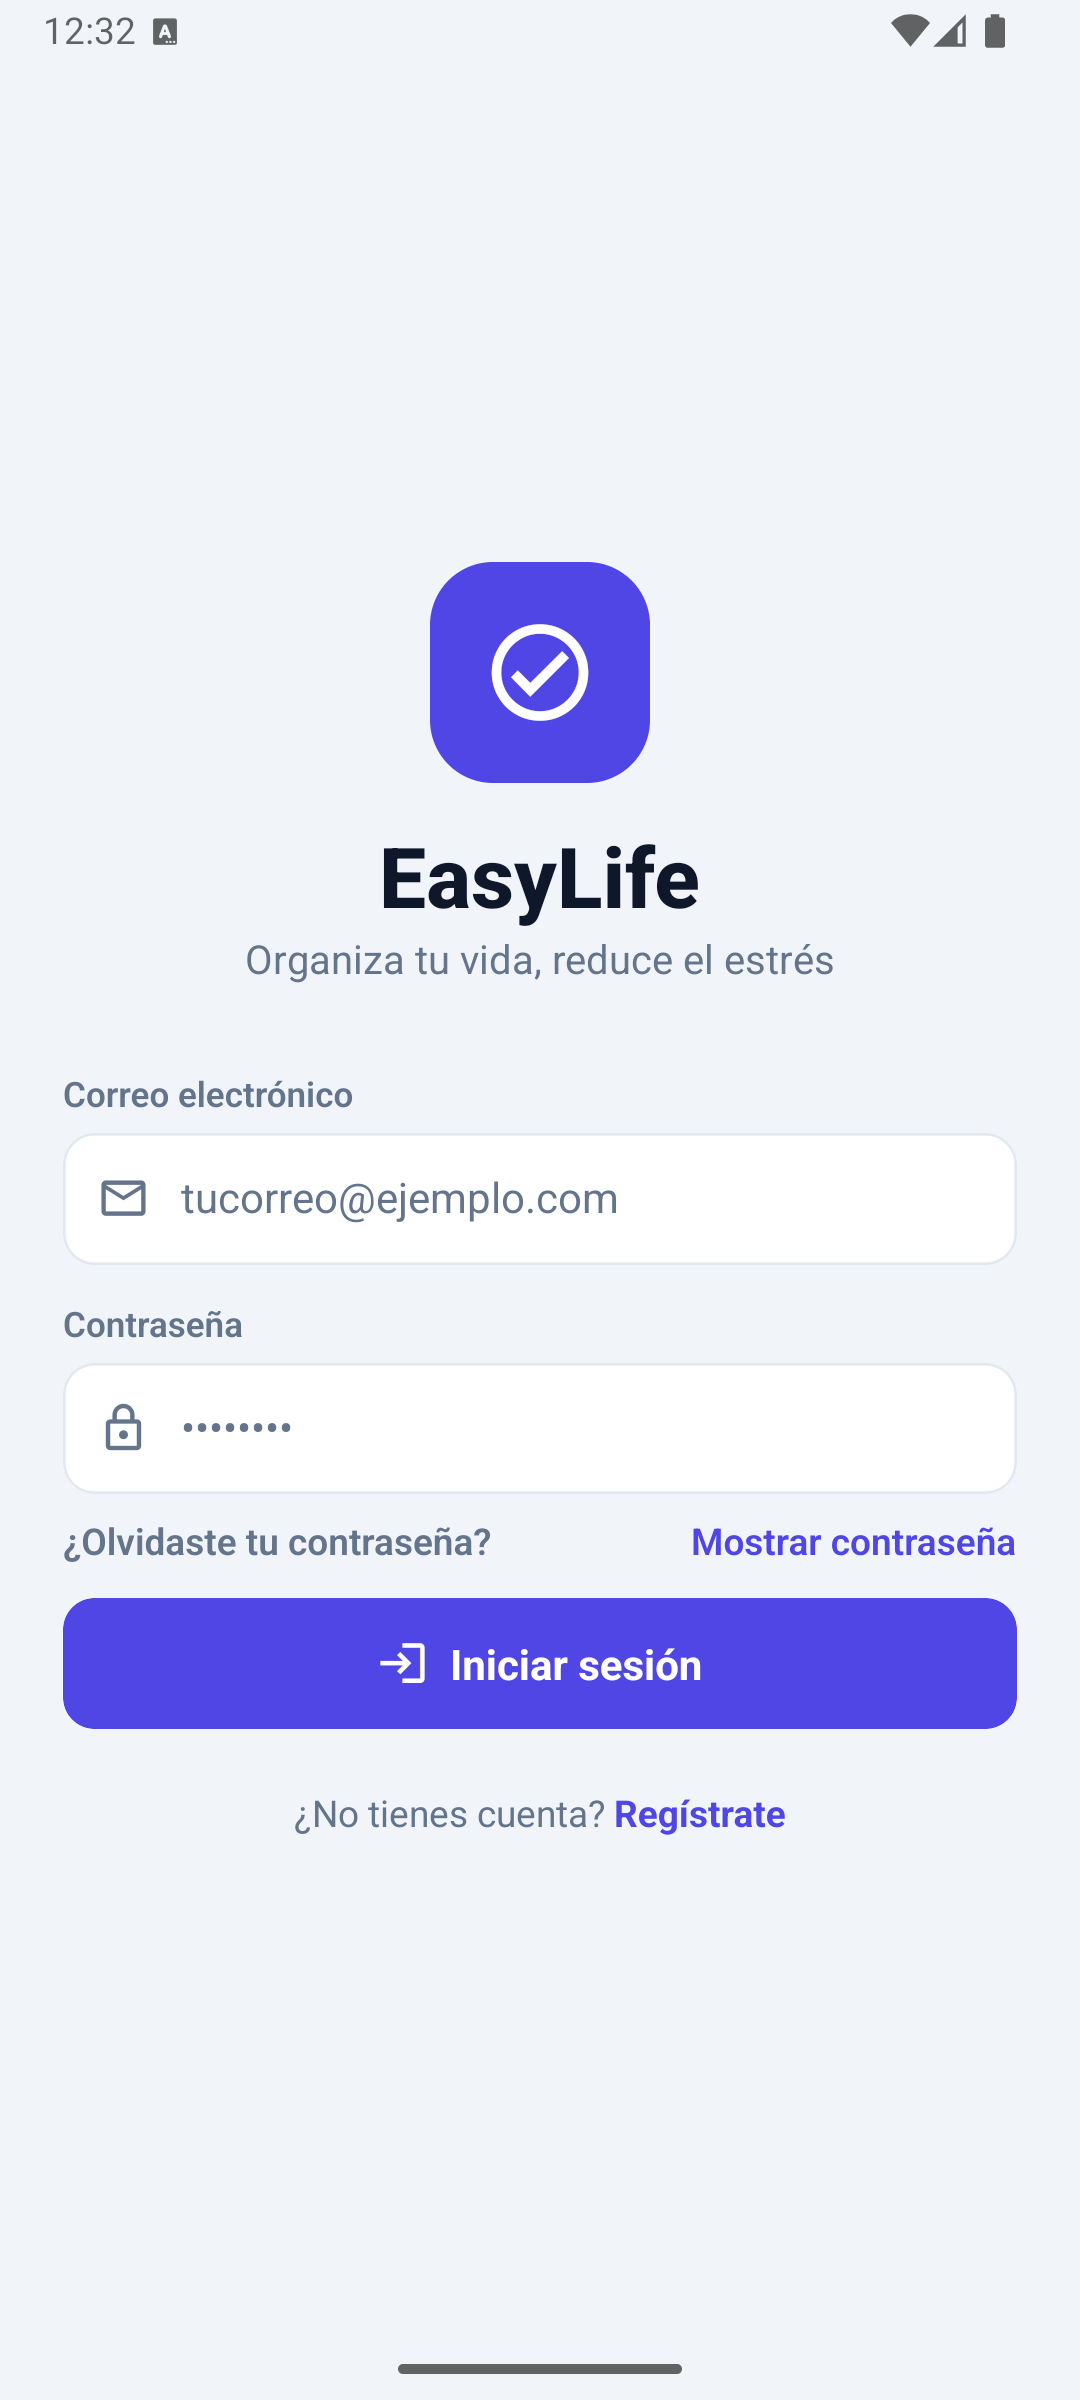 12:32
EasyLife
Organiza tu vida, reduce el estrés
Correo electrónico
tucorreo@ejemplo.com
Contraseña
••••••••
¿Olvidaste tu contraseña? Mostrar contraseña
Iniciar sesión
¿No tienes cuenta? Regístrate